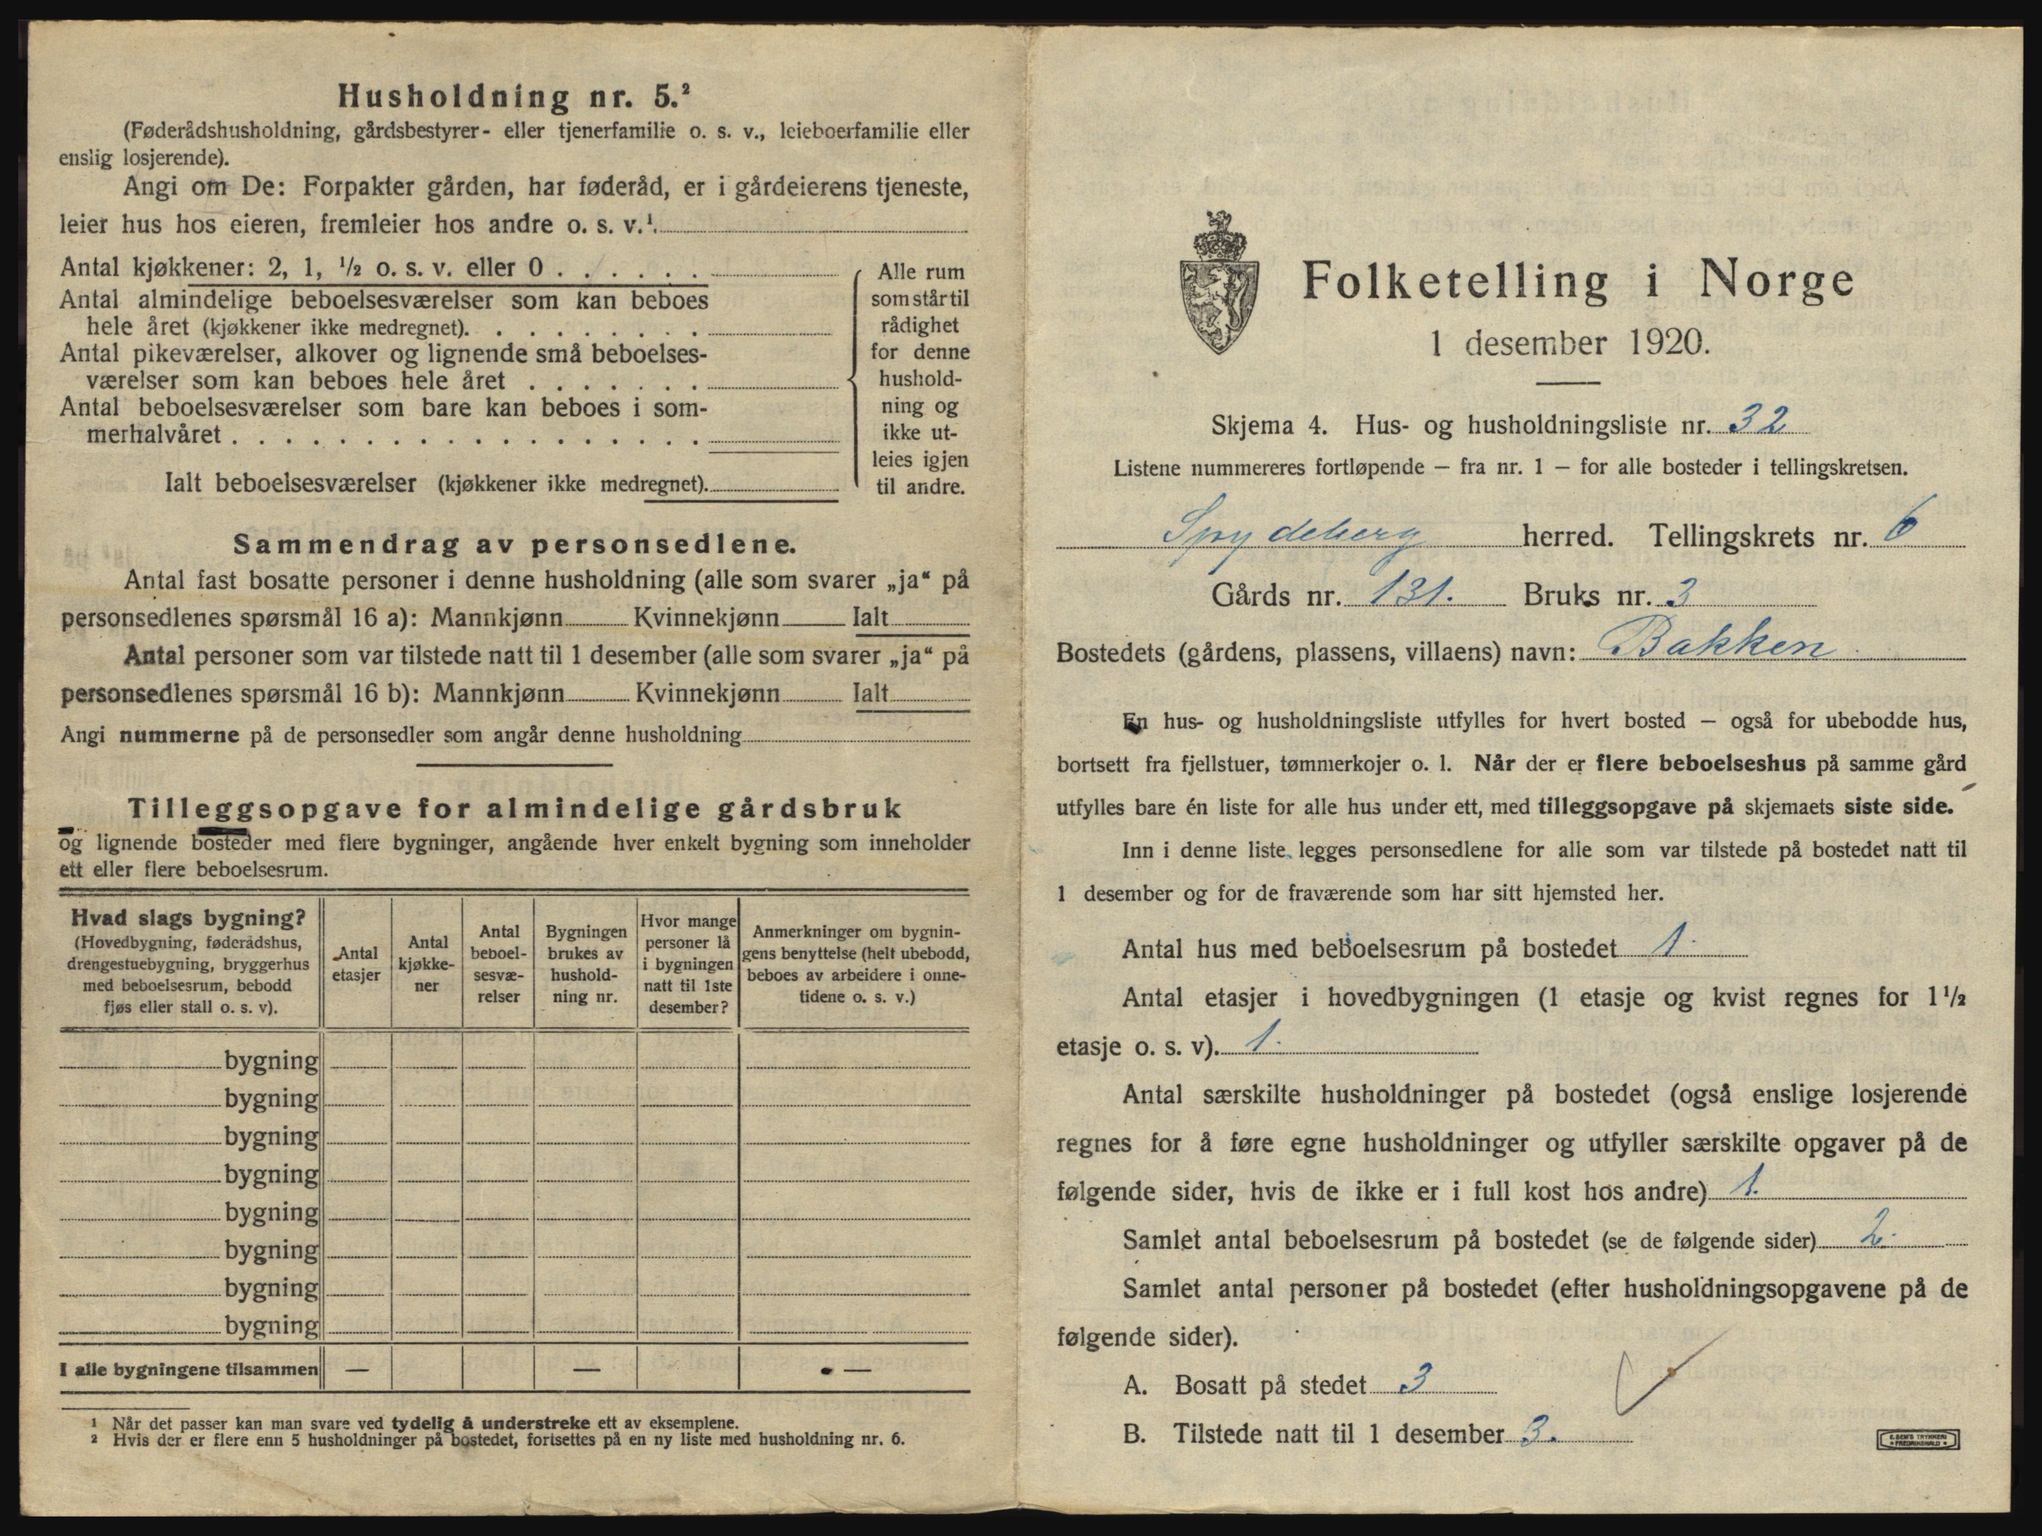 Husholdning nr. 5.²
(Føderådshusholdning, gårdsbestyrer- eller tjenerfamilie o. s. v., leieboerfamilie eller
enslig losjerende).
Angi om De: Forpakter gården, har føderåd, er i gårdeierens tjeneste,
leier hus hos eieren, fremleier hos andre o. s. v.¹
Antal kjøkkener: 2, 1, ½ o. s. v. eller 0 . . . . . .
Antal almindelige beboelsesværelser som kan beboes
hele året (kjøkkener ikke medregnet). . . . . . . . .
Antal pikeværelser, alkover og lignende små beboelses-
værelser som kan beboes hele året . . . . . . .
Antal beboelsesværelser som bare kan beboes i som-
merhalvåret . . . . . . . . . . . . . . . . . .
Ialt beboelsesværelser (kjøkkener ikke medregnet).
Alle rum
som står til
rådighet
for denne
hushold-
ning og
ikke ut-
leies igjen
til andre.
Sammendrag av personsedlene.
Antal fast bosatte personer i denne husholdning (alle som svarer „ja“ på
personsedlenes spørsmål 16 a): Mannkjønn Kvinnekjønn Ialt
Antal personer som var tilstede natt til 1 desember (alle som svarer „ja“ på
personsedlenes spørsmål 16 b): Mannkjønn Kvinnekjønn Ialt
Angi nummerne på de personsedler som angår denne husholdning
Tilleggsopgave for almindelige gårdsbruk
og lignende bosteder med flere bygninger, angående hver enkelt bygning som inneholder
ett eller flere beboelsesrum.
Hvad slags bygning?
(Hovedbygning, føderådshus,
drengestuebygning, bryggerhus
med beboelsesrum, bebodd
fjøs eller stall o. s. v).
Antal
etasjer
Antal
kjøkke-
ner
Antal
beboel-
sesvæ-
relser
Bygningen
brukes av
hushold-
ning nr.
Hvor mange
personer lå
i bygningen
natt til 1ste
desember?
Anmerkninger om bygnin-
gens benyttelse (helt ubebodd,
beboes av arbeidere i onne-
tidene o. s. v.)
bygning
bygning
bygning
bygning
bygning
bygning
bygning
bygning
I alle bygningene tilsammen — — —
¹ Når det passer kan man svare ved tydelig å understreke ett av eksemplene.
² Hvis der er flere enn 5 husholdninger på bostedet, fortsettes på en ny liste med husholdning nr. 6.
Folketelling i Norge
1 desember 1920.
Skjema 4. Hus- og husholdningsliste nr. 32
Listene nummereres fortløpende — fra nr. 1 — for alle bosteder i tellingskretsen.
Spydeberg herred. Tellingskrets nr. 6
Gårds nr. 131. Bruks nr. 3
Bostedets (gårdens, plassens, villaens) navn: Bakken
En hus- og husholdningsliste utfylles for hvert bosted — også for ubebodde hus,
bortsett fra fjellstuer, tømmerkojer o. l. Når der er flere beboelseshus på samme gård
utfylles bare én liste for alle hus under ett, med tilleggsopgave på skjemaets siste side.
Inn i denne liste legges personsedlene for alle som var tilstede på bostedet natt til
1 desember og for de fraværende som har sitt hjemsted her.
Antal hus med beboelsesrum på bostedet 1.
Antal etasjer i hovedbygningen (1 etasje og kvist regnes for 1½
etasje o. s. v). 1.
Antal særskilte husholdninger på bostedet (også enslige losjerende
regnes for å føre egne husholdninger og utfyller særskilte opgaver på de
følgende sider, hvis de ikke er i full kost hos andre) 1.
Samlet antal beboelsesrum på bostedet (se de følgende sider) 2.
Samlet antal personer på bostedet (efter husholdningsopgavene på de
følgende sider).
A. Bosatt på stedet 3
B. Tilstede natt til 1 desember 3.
E. SEM'S TRYKKERI
FREDRIKSHALD